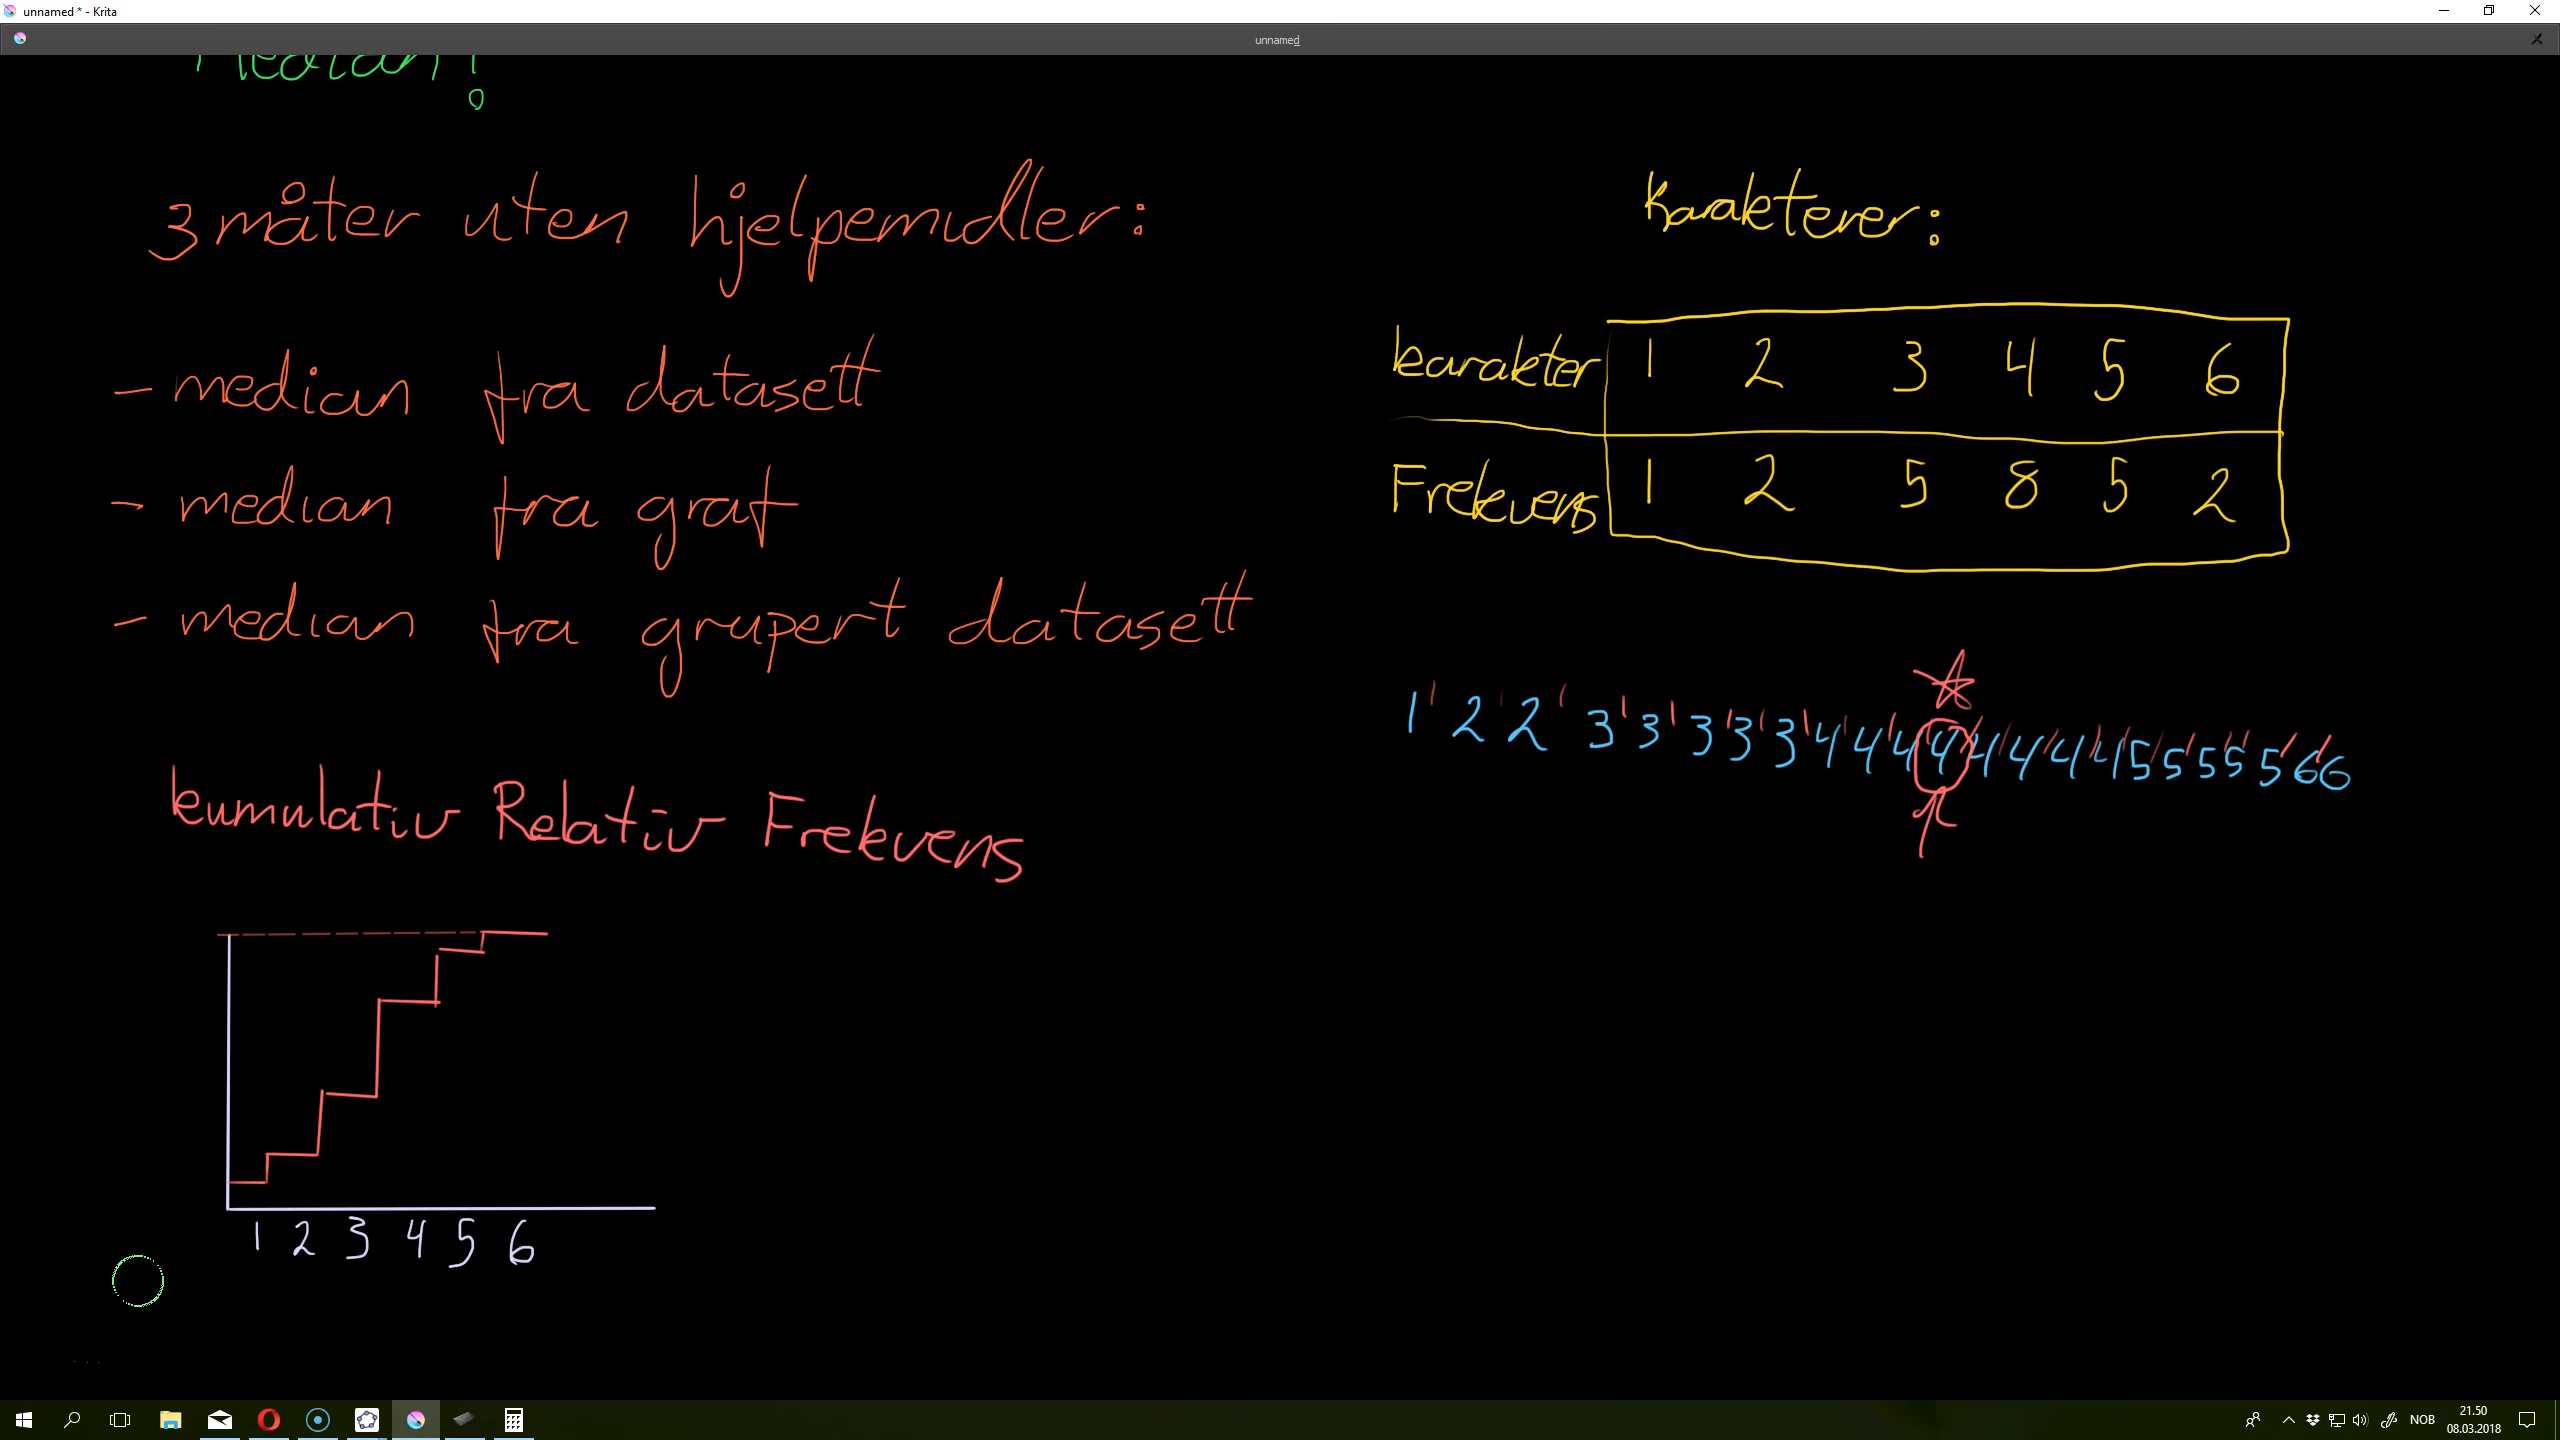 unnamed * - Krita
unnamed
Median?
3 måter uten hjelpemidler:
- median fra datasett
- median fra graf
- median fra grupert datasett
kumulativ Relativ Frekvens
1 2 3 4 5 6
Karakterer:
karakter 1 2 3 4 5 6
Frekvens 1 2 5 8 5 2
1 2 2 3 3 3 3 3 4 4 4 4 4 4 4 4 5 5 5 5 5 6 6
NOB
21.50
08.03.2018